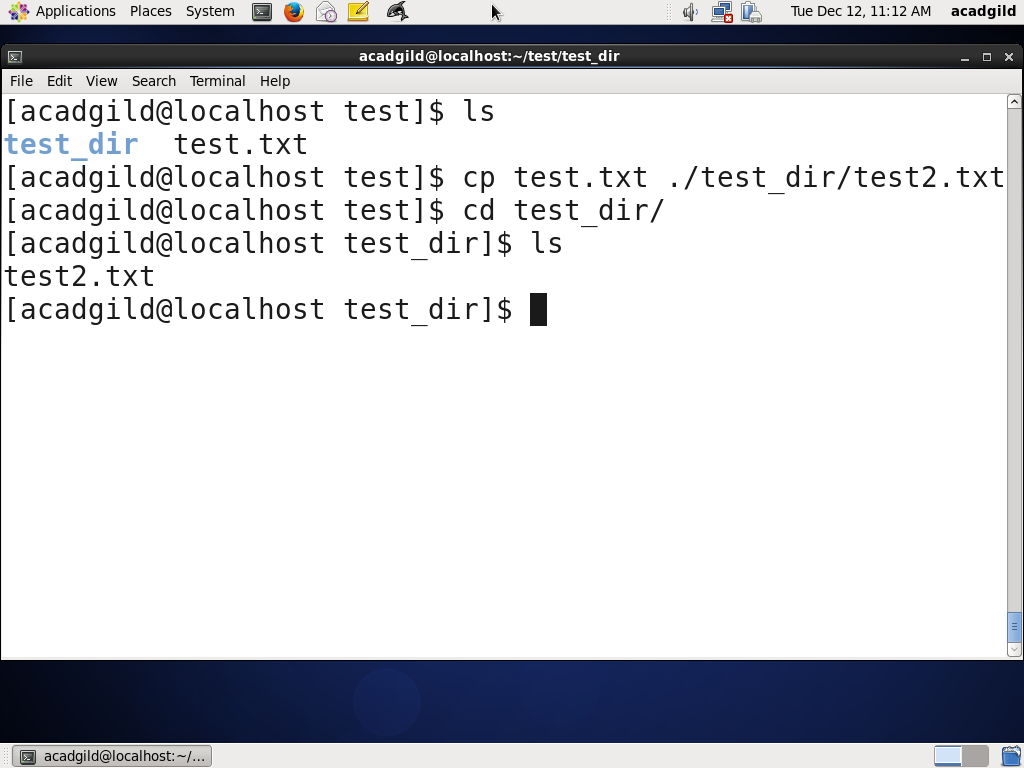 Applications Places System Tue Dec 12, 11:12 AM acadgild
acadgild@localhost:~/test/test_dir
File Edit View Search Terminal Help
[acadgild@localhost test]$ ls
test_dir  test.txt
[acadgild@localhost test]$ cp test.txt ./test_dir/test2.txt
[acadgild@localhost test]$ cd test_dir/
[acadgild@localhost test_dir]$ ls
test2.txt
[acadgild@localhost test_dir]$
acadgild@localhost:~/...